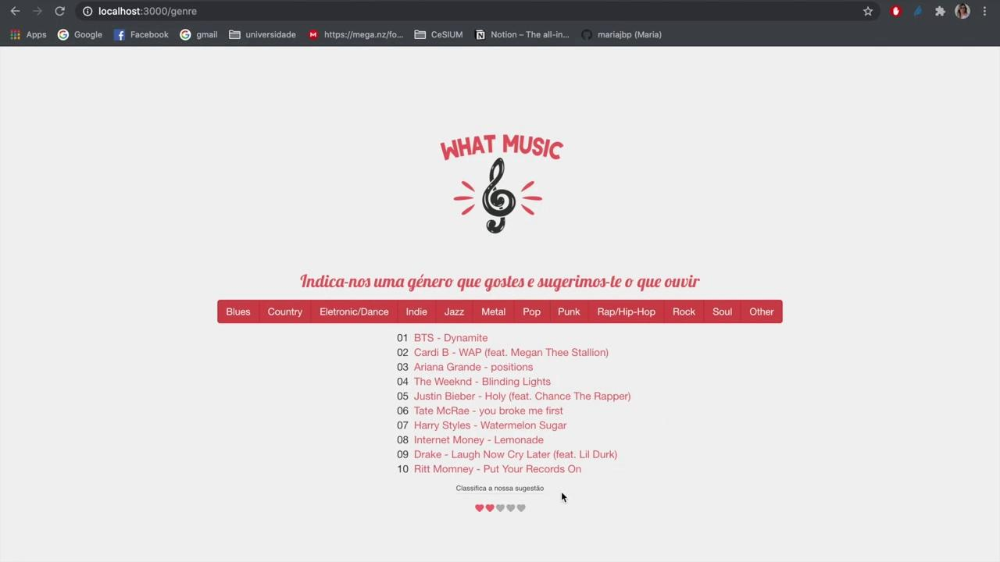 localhost:3000/genre
Apps Google Facebook gmail universidade https://mega.nz/fo... CeSIUM Notion – The all-in... mariajbp (Maria)
WHAT MUSIC
Indica-nos uma género que gostes e sugerimos-te o que ouvir
Blues Country Eletronic/Dance Indie Jazz Metal Pop Punk Rap/Hip-Hop Rock Soul Other
01 BTS - Dynamite
02 Cardi B - WAP (feat. Megan Thee Stallion)
03 Ariana Grande - positions
04 The Weeknd - Blinding Lights
05 Justin Bieber - Holy (feat. Chance The Rapper)
06 Tate McRae - you broke me first
07 Harry Styles - Watermelon Sugar
08 Internet Money - Lemonade
09 Drake - Laugh Now Cry Later (feat. Lil Durk)
10 Ritt Momney - Put Your Records On
Classifica a nossa sugestão